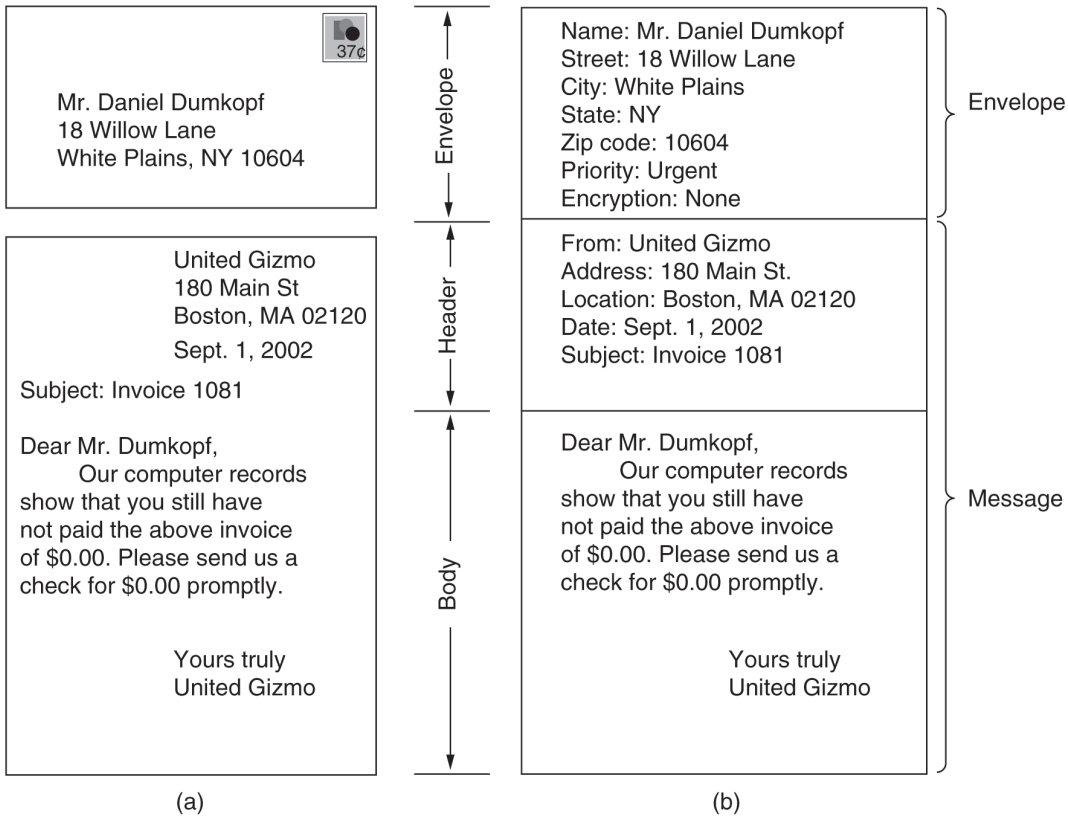 37¢
Mr. Daniel Dumkopf
18 Willow Lane
White Plains, NY 10604
United Gizmo
180 Main St
Boston, MA 02120
Sept. 1, 2002
Subject: Invoice 1081
Dear Mr. Dumkopf,
Our computer records
show that you still have
not paid the above invoice
of $0.00. Please send us a
check for $0.00 promptly.
Yours truly
United Gizmo
(a)
Envelope
Header
Body
Name: Mr. Daniel Dumkopf
Street: 18 Willow Lane
City: White Plains
State: NY
Zip code: 10604
Priority: Urgent
Encryption: None
From: United Gizmo
Address: 180 Main St.
Location: Boston, MA 02120
Date: Sept. 1, 2002
Subject: Invoice 1081
Dear Mr. Dumkopf,
Our computer records
show that you still have
not paid the above invoice
of $0.00. Please send us a
check for $0.00 promptly.
Yours truly
United Gizmo
(b)
Envelope
Message